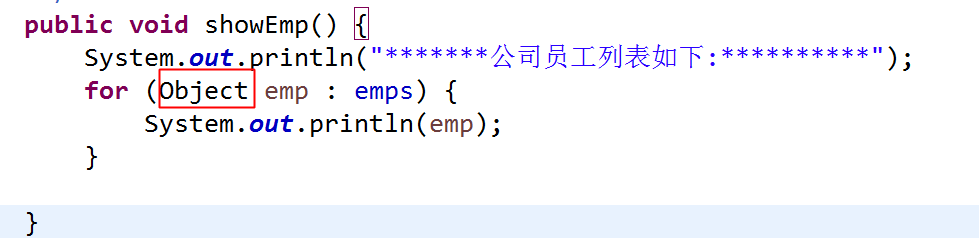 public void showEmp() {
System.out.println("*******公司员工列表如下:**********");
for (Object emp : emps) {
System.out.println(emp);
}
}